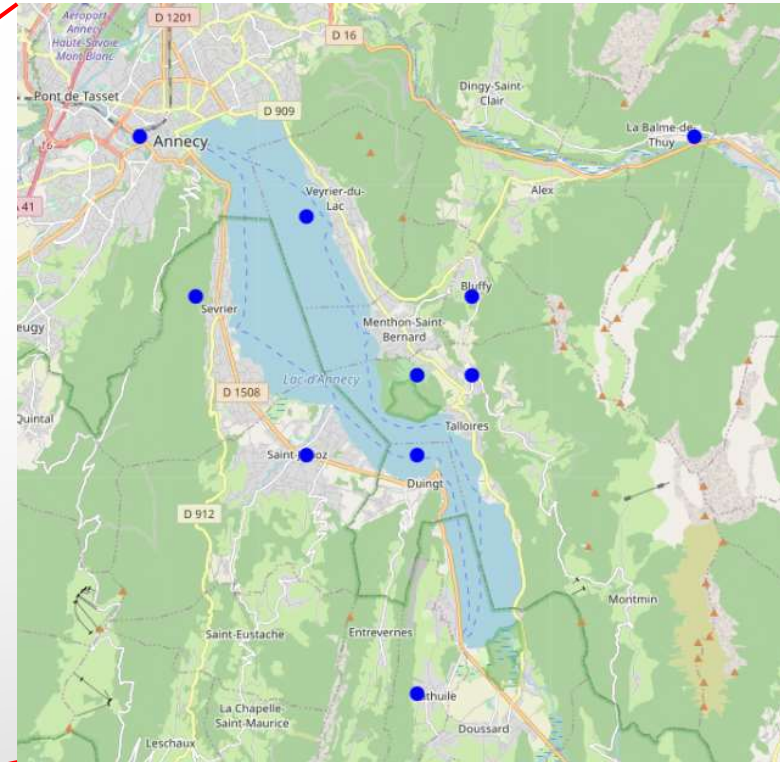 D 1201
Aéroport
Annecy
Haute-Savoie
Mont Blanc
D 16
Pont de Tasset
D 909
Dingy-Saint-
Clair
La Balme-de-
Thuy
16
Annecy
A 41
Veyrier-du-
Lac
Alex
Sevrier
Bluffy
Menthon-Saint-
Bernard
Lac d'Annecy
D 1508
Quintal
Talloires
Duingt
D 912
Montmin
Saint-Eustache
Entrevernes
La Chapelle-
Saint-Maurice
Doussard
Leschaux